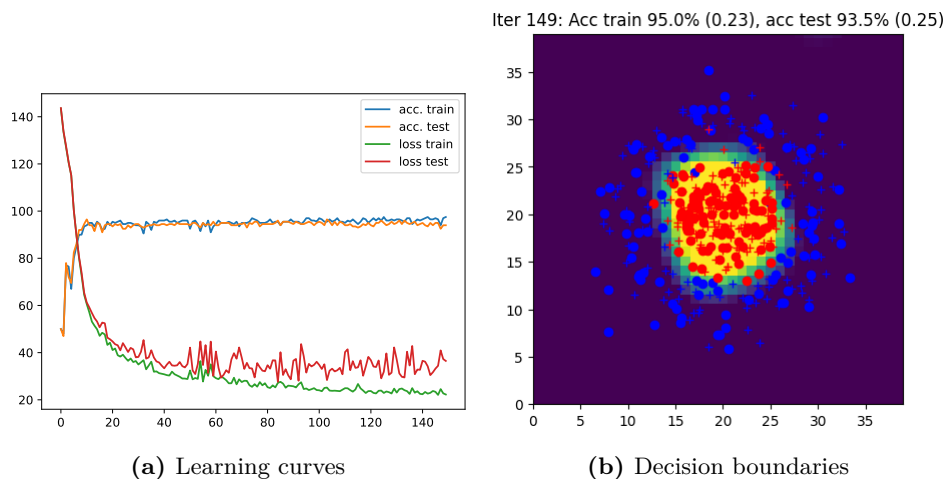 Iter 149: Acc train 95.0% (0.23), acc test 93.5% (0.25)
140
120
100
80
60
40
20
0 20 40 60 80 100 120 140
acc. train
acc. test
loss train
loss test
35
30
25
20
15
10
5
0
0 5 10 15 20 25 30 35
(a) Learning curves
(b) Decision boundaries